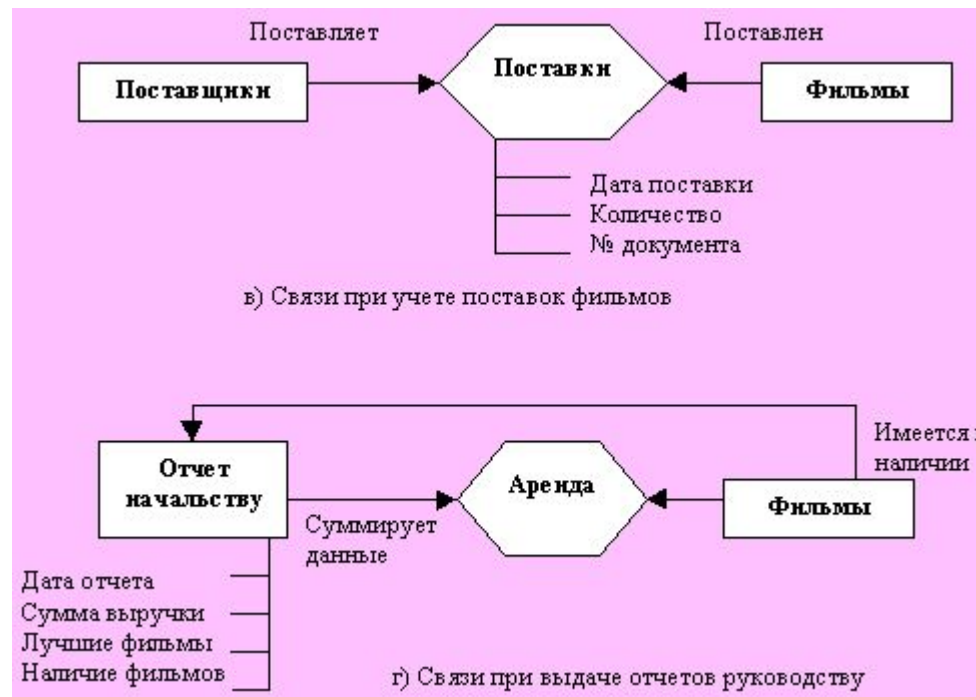 Поставляет
Поставлен
Поставщики
Поставки
Фильмы
Дата поставки
Количество
№ документа
в) Связи при учете поставок фильмов
Имеется
наличии
Отчет
начальству
Аренда
Фильмы
Суммирует
данные
Дата отчета
Сумма выручки
Лучшие фильмы
Наличие фильмов
г) Связи при выдаче отчетов руководству